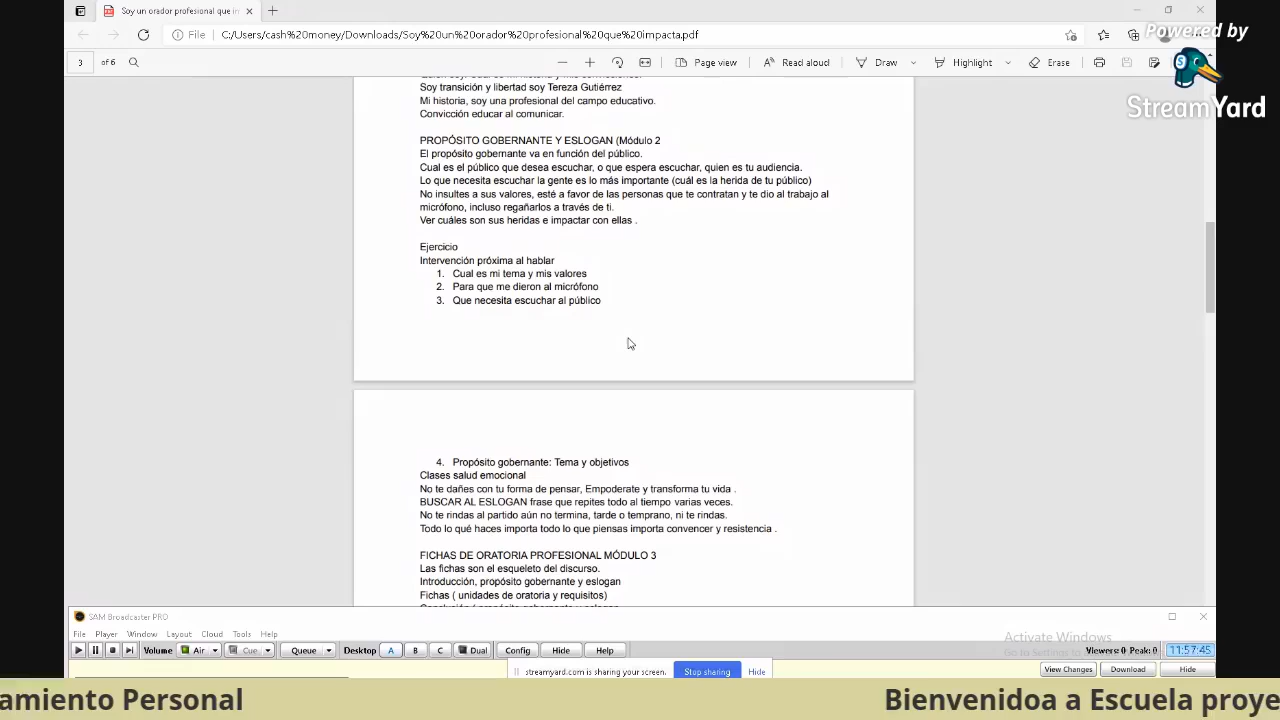 Soy un orador profesional que in
Powered by
File
C:/Users/cash%20money/Downloads/Soy%20un%20orador%20profesional%20que%20impacta.pdf
3 of 6
Page view
Read aloud
Draw
Highlight
Erase
StreamYard
Soy transición y libertad soy Tereza Gutiérrez
Mi historia, soy una profesional del campo educativo.
Convicción educar al comunicar.
PROPÓSITO GOBERNANTE Y ESLOGAN (Módulo 2
El propósito gobernante va en función del público.
Cual es el público que desea escuchar, o que espera escuchar, quien es tu audiencia.
Lo que necesita escuchar la gente es lo más importante (cuál es la herida de tu público)
No insultes a sus valores, esté a favor de las personas que te contratan y te dio al trabajo al
micrófono, incluso regañarlos a través de ti.
Ver cuáles son sus heridas e impactar con ellas .
Ejercicio
Intervención próxima al hablar
1. Cual es mi tema y mis valores
2. Para que me dieron al micrófono
3. Que necesita escuchar al público
4. Propósito gobernante: Tema y objetivos
Clases salud emocional
No te dañes con tu forma de pensar, Empoderate y transforma tu vida .
BUSCAR AL ESLOGAN frase que repites todo al tiempo varias veces.
No te rindas al partido aún no termina, tarde o temprano, ni te rindas.
Todo lo qué haces importa todo lo que piensas importa convencer y resistencia .
FICHAS DE ORATORIA PROFESIONAL MÓDULO 3
Las fichas son el esqueleto del discurso.
Introducción, propósito gobernante y eslogan
Fichas ( unidades de oratoria y requisitos)
SAM Broadcaster PRO
File Player Window Layout Cloud Tools Help
Activate Windows
Volume Air Cue Queue Desktop A B C Dual Config Hide Help
Viewers: 0 Peak: 0 11:57:45
streamyard.com is sharing your screen. Stop sharing Hide
View Changes Download Hide
amiento Personal
Bienvenidoa a Escuela proye